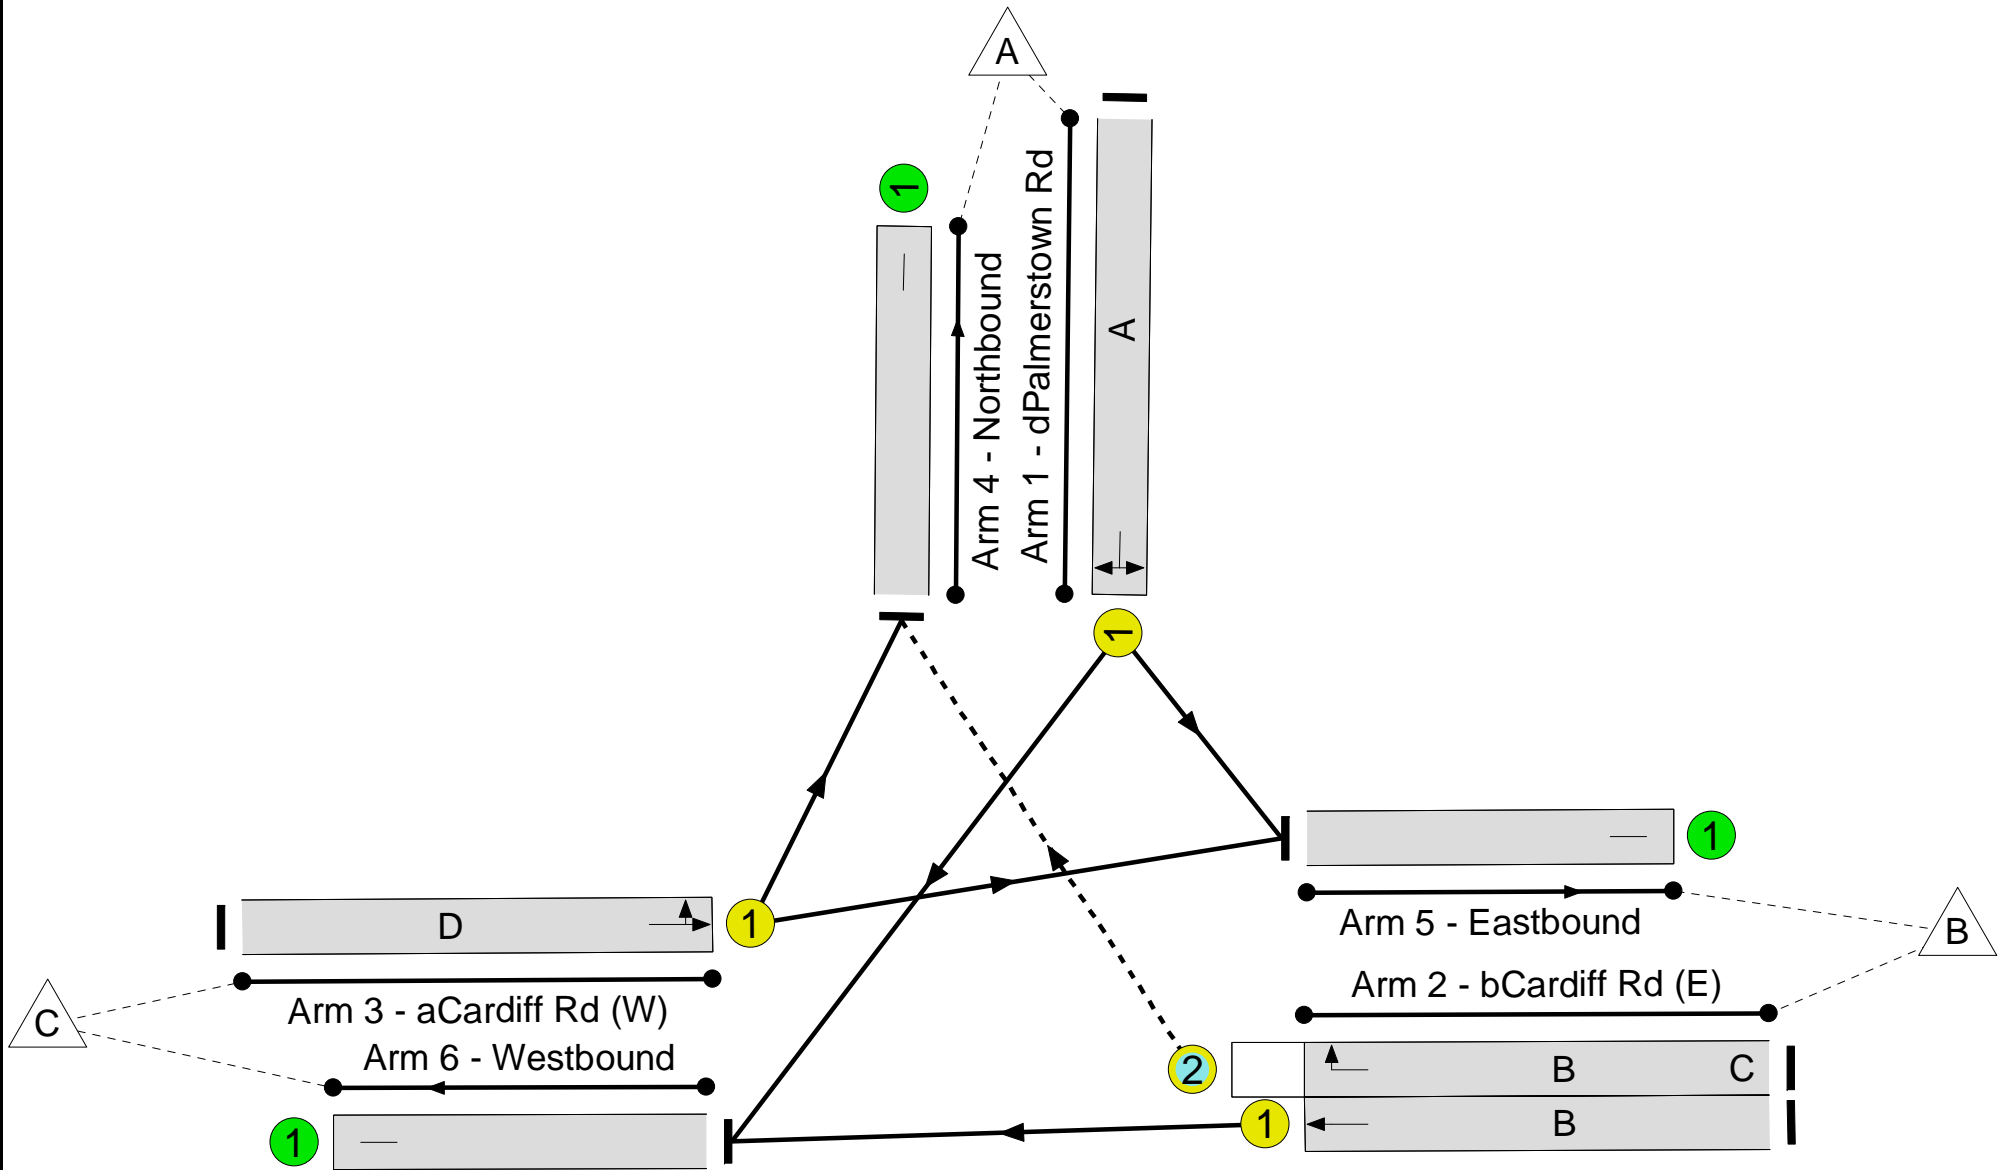 A
1
Arm 4 - Northbound
Arm 1 - dPalmerstown Rd
A
1
1
Arm 5 - Eastbound
B
D
1
Arm 2 - bCardiff Rd (E)
Arm 3 - aCardiff Rd (W)
C
Arm 6 - Westbound
2
B
C
1
B
1